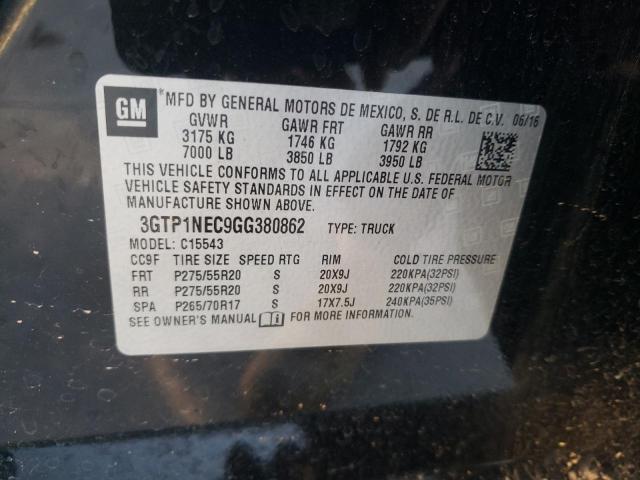 GM
*MFD BY GENERAL MOTORS DE MEXICO, S. DE R.L. DE C.V. 06/16
GVWR GAWR FRT GAWR RR
3175 KG 1746 KG 1792 KG
7000 LB 3850 LB 3950 LB
THIS VEHICLE CONFORMS TO ALL APPLICABLE U.S. FEDERAL MOTOR
VEHICLE SAFETY STANDARDS IN EFFECT ON THE DATE OF
MANUFACTURE SHOWN ABOVE.
3GTP1NEC9GG380862 TYPE: TRUCK
MODEL: C15543
CC9F TIRE SIZE SPEED RTG RIM COLD TIRE PRESSURE
FRT P275/55R20 S 20X9J 220KPA(32PSI)
RR P275/55R20 S 20X9J 220KPA(32PSI)
SPA P265/70R17 S 17X7.5J 240KPA(35PSI)
SEE OWNER'S MANUAL FOR MORE INFORMATION.